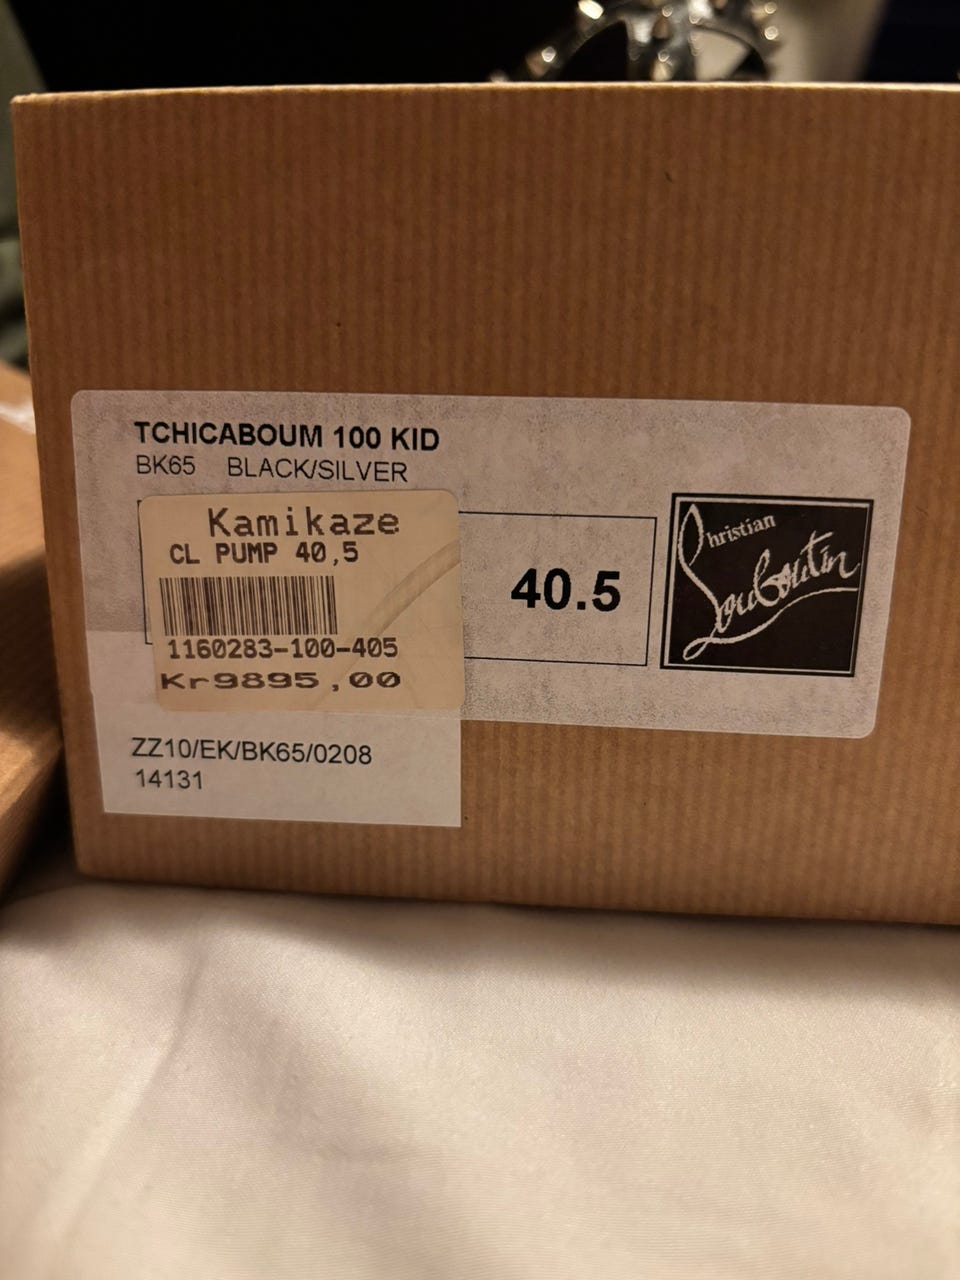 TCHICABOUM 100 KID
BK65 BLACK/SILVER
Kamikaze
CL PUMP 40,5
1160283-100-405
Kr9895,00
40.5
Christian
Louboutin
ZZ10/EK/BK65/0208
14131